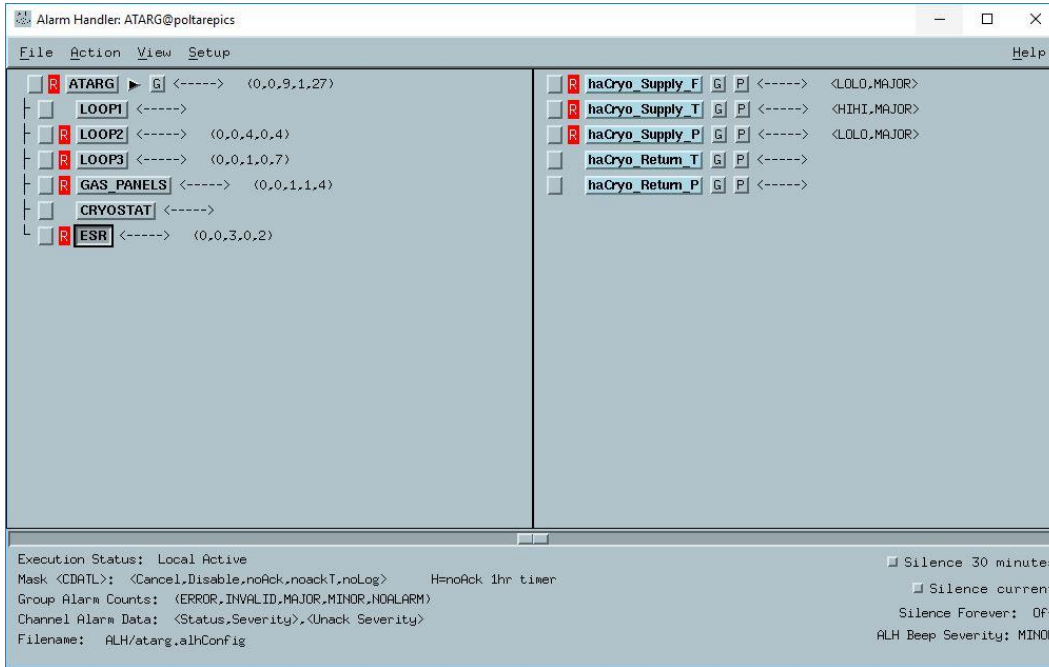 Alarm Handler: ATARG@poltarepics
File Action View Setup Help
R ATARG G <-----> (0,0,9,1,27)
LOOP1 <----->
R LOOP2 <-----> (0,0,4,0,4)
R LOOP3 <-----> (0,0,1,0,7)
R GAS_PANELS <-----> (0,0,1,1,4)
CRYOSTAT <----->
R ESR <-----> (0,0,3,0,2)
R haCryo_Supply_F G P <-----> <LOLO,MAJOR>
R haCryo_Supply_T G P <-----> <HIHI,MAJOR>
R haCryo_Supply_P G P <-----> <LOLO,MAJOR>
haCryo_Return_T G P <----->
haCryo_Return_P G P <----->
Execution Status: Local Active
Mask <CDATL>: <Cancel,Disable,noAck,noackT,noLog> H=noAck 1hr timer
Group Alarm Counts: (ERROR,INVALID,MAJOR,MINOR,NOALARM)
Channel Alarm Data: <Status,Severity>,<Unack Severity>
Filename: ALH/atarg.alhConfig
Silence 30 minute
Silence curren
Silence Forever: Of
ALH Beep Severity: MINO